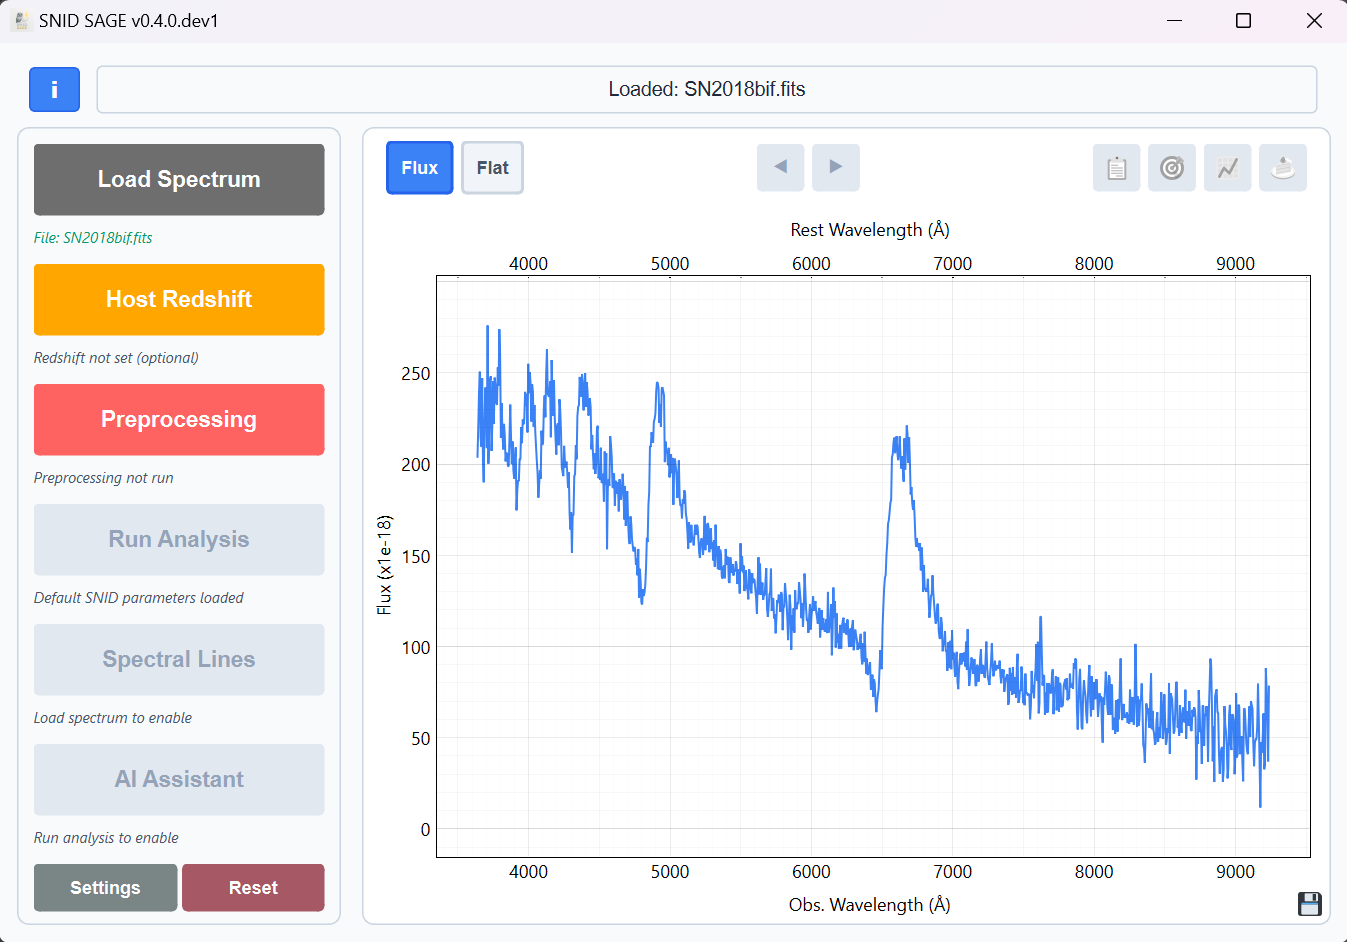 SNID SAGE v0.4.0.dev1
i
Loaded: SN2018bif.fits
Load Spectrum
File: SN2018bif.fits
Host Redshift
Redshift not set (optional)
Preprocessing
Preprocessing not run
Run Analysis
Default SNID parameters loaded
Spectral Lines
Load spectrum to enable
AI Assistant
Run analysis to enable
Settings Reset
Flux Flat
Rest Wavelength (Å)
4000 5000 6000 7000 8000 9000
Flux (x1e-18)
250
200
150
100
50
0
4000 5000 6000 7000 8000 9000
Obs. Wavelength (Å)